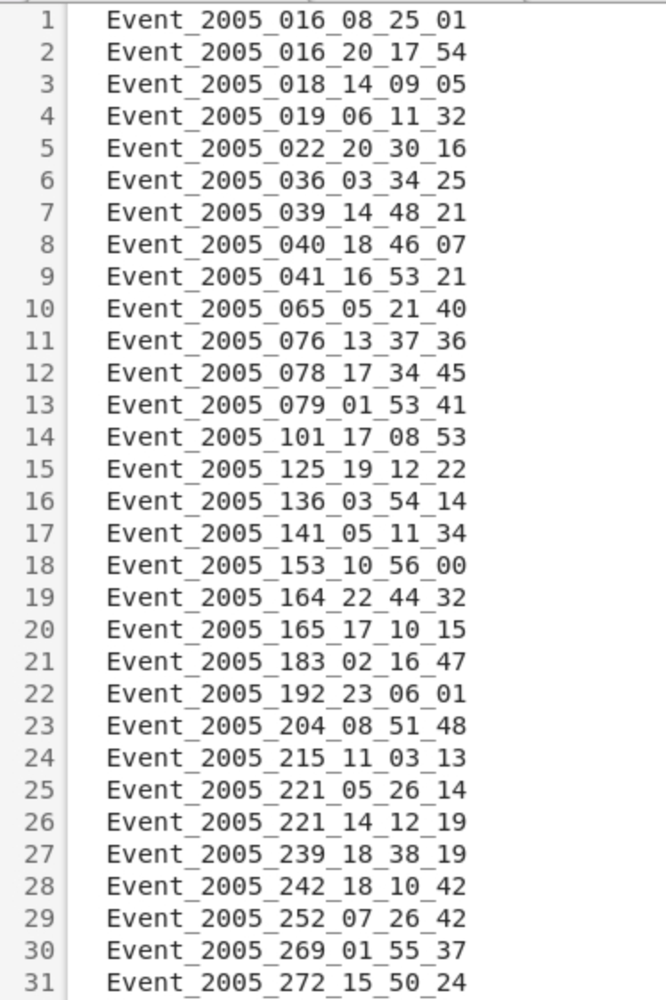 1 Event_2005_016_08_25_01
2 Event_2005_016_20_17_54
3 Event_2005_018_14_09_05
4 Event_2005_019_06_11_32
5 Event_2005_022_20_30_16
6 Event_2005_036_03_34_25
7 Event_2005_039_14_48_21
8 Event_2005_040_18_46_07
9 Event_2005_041_16_53_21
10 Event_2005_065_05_21_40
11 Event_2005_076_13_37_36
12 Event_2005_078_17_34_45
13 Event_2005_079_01_53_41
14 Event_2005_101_17_08_53
15 Event_2005_125_19_12_22
16 Event_2005_136_03_54_14
17 Event_2005_141_05_11_34
18 Event_2005_153_10_56_00
19 Event_2005_164_22_44_32
20 Event_2005_165_17_10_15
21 Event_2005_183_02_16_47
22 Event_2005_192_23_06_01
23 Event_2005_204_08_51_48
24 Event_2005_215_11_03_13
25 Event_2005_221_05_26_14
26 Event_2005_221_14_12_19
27 Event_2005_239_18_38_19
28 Event_2005_242_18_10_42
29 Event_2005_252_07_26_42
30 Event_2005_269_01_55_37
31 Event_2005_272_15_50_24